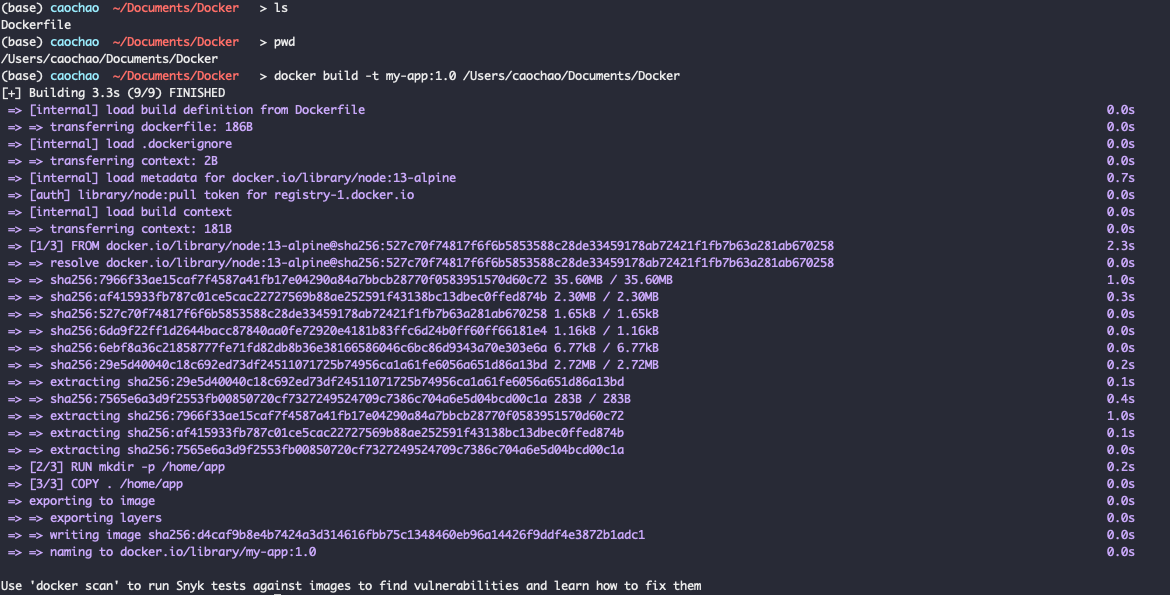 (base) caochao ~/Documents/Docker > ls
Dockerfile
(base) caochao ~/Documents/Docker > pwd
/Users/caochao/Documents/Docker
(base) caochao ~/Documents/Docker > docker build -t my-app:1.0 /Users/caochao/Documents/Docker
[+] Building 3.3s (9/9) FINISHED
=> [internal] load build definition from Dockerfile 0.0s
=> => transferring dockerfile: 186B 0.0s
=> [internal] load .dockerignore 0.0s
=> => transferring context: 2B 0.0s
=> [internal] load metadata for docker.io/library/node:13-alpine 0.7s
=> [auth] library/node:pull token for registry-1.docker.io 0.0s
=> [internal] load build context 0.0s
=> => transferring context: 181B 0.0s
=> [1/3] FROM docker.io/library/node:13-alpine@sha256:527c70f74817f6f6b5853588c28de33459178ab72421f1fb7b63a281ab670258 2.3s
=> => resolve docker.io/library/node:13-alpine@sha256:527c70f74817f6f6b5853588c28de33459178ab72421f1fb7b63a281ab670258 0.0s
=> => sha256:7966f33ae15caf7f4587a41fb17e04290a84a7bbcb28770f0583951570d60c72 35.60MB / 35.60MB 1.0s
=> => sha256:af415933fb787c01ce5cac22727569b88ae252591f43138bc13dbec0ffed874b 2.30MB / 2.30MB 0.3s
=> => sha256:527c70f74817f6f6b5853588c28de33459178ab72421f1fb7b63a281ab670258 1.65kB / 1.65kB 0.0s
=> => sha256:6da9f22ff1d2644bacc87840aa0fe72920e4181b83ffc6d24b0ff60ff66181e4 1.16kB / 1.16kB 0.0s
=> => sha256:6ebf8a36c21858777fe71fd82db8b36e38166586046c6bc86d9343a70e303e6a 6.77kB / 6.77kB 0.0s
=> => sha256:29e5d40040c18c692ed73df24511071725b74956ca1a61fe6056a651d86a13bd 2.72MB / 2.72MB 0.2s
=> => extracting sha256:29e5d40040c18c692ed73df24511071725b74956ca1a61fe6056a651d86a13bd 0.1s
=> => sha256:7565e6a3d9f2553fb00850720cf7327249524709c7386c704a6e5d04bcd00c1a 283B / 283B 0.4s
=> => extracting sha256:7966f33ae15caf7f4587a41fb17e04290a84a7bbcb28770f0583951570d60c72 1.0s
=> => extracting sha256:af415933fb787c01ce5cac22727569b88ae252591f43138bc13dbec0ffed874b 0.1s
=> => extracting sha256:7565e6a3d9f2553fb00850720cf7327249524709c7386c704a6e5d04bcd00c1a 0.0s
=> [2/3] RUN mkdir -p /home/app 0.2s
=> [3/3] COPY . /home/app 0.0s
=> exporting to image 0.0s
=> => exporting layers 0.0s
=> => writing image sha256:d4caf9b8e4b7424a3d314616fbb75c1348460eb96a14426f9ddf4e3872b1adc1 0.0s
=> => naming to docker.io/library/my-app:1.0 0.0s
Use 'docker scan' to run Snyk tests against images to find vulnerabilities and learn how to fix them